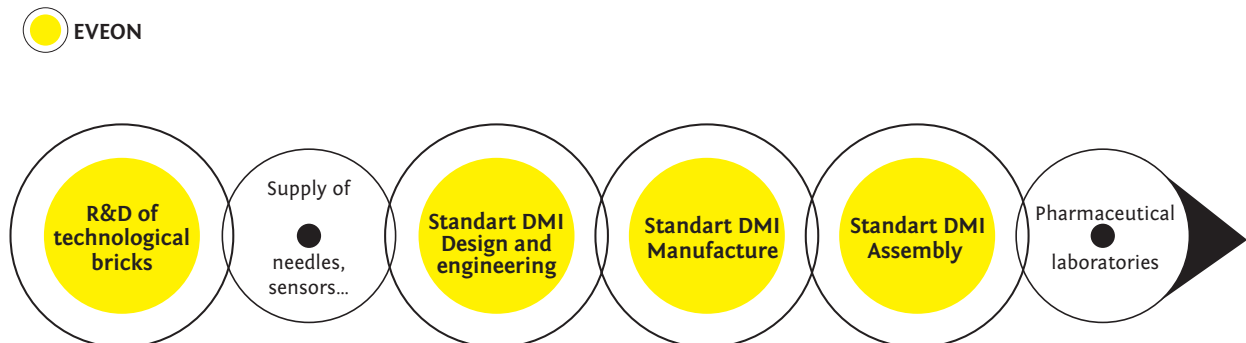 EVEON
R&D of
technological
bricks
Supply of
needles,
sensors...
Standart DMI
Design and
engineering
Standart DMI
Manufacture
Standart DMI
Assembly
Pharmaceutical
laboratories